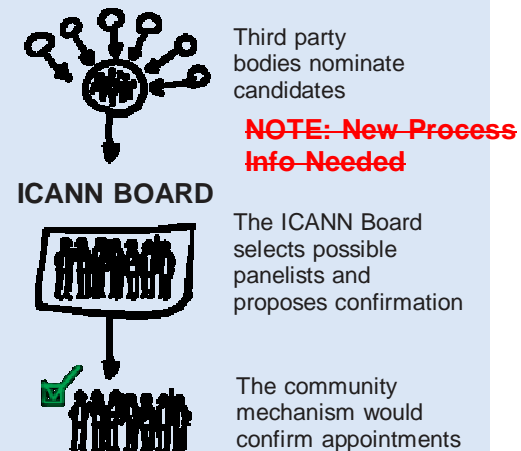 Third party
bodies nominate
candidates
NOTE: New Process
Info Needed
ICANN BOARD
The ICANN Board
selects possible
panelists and
proposes confirmation
The community
mechanism would
confirm appointments